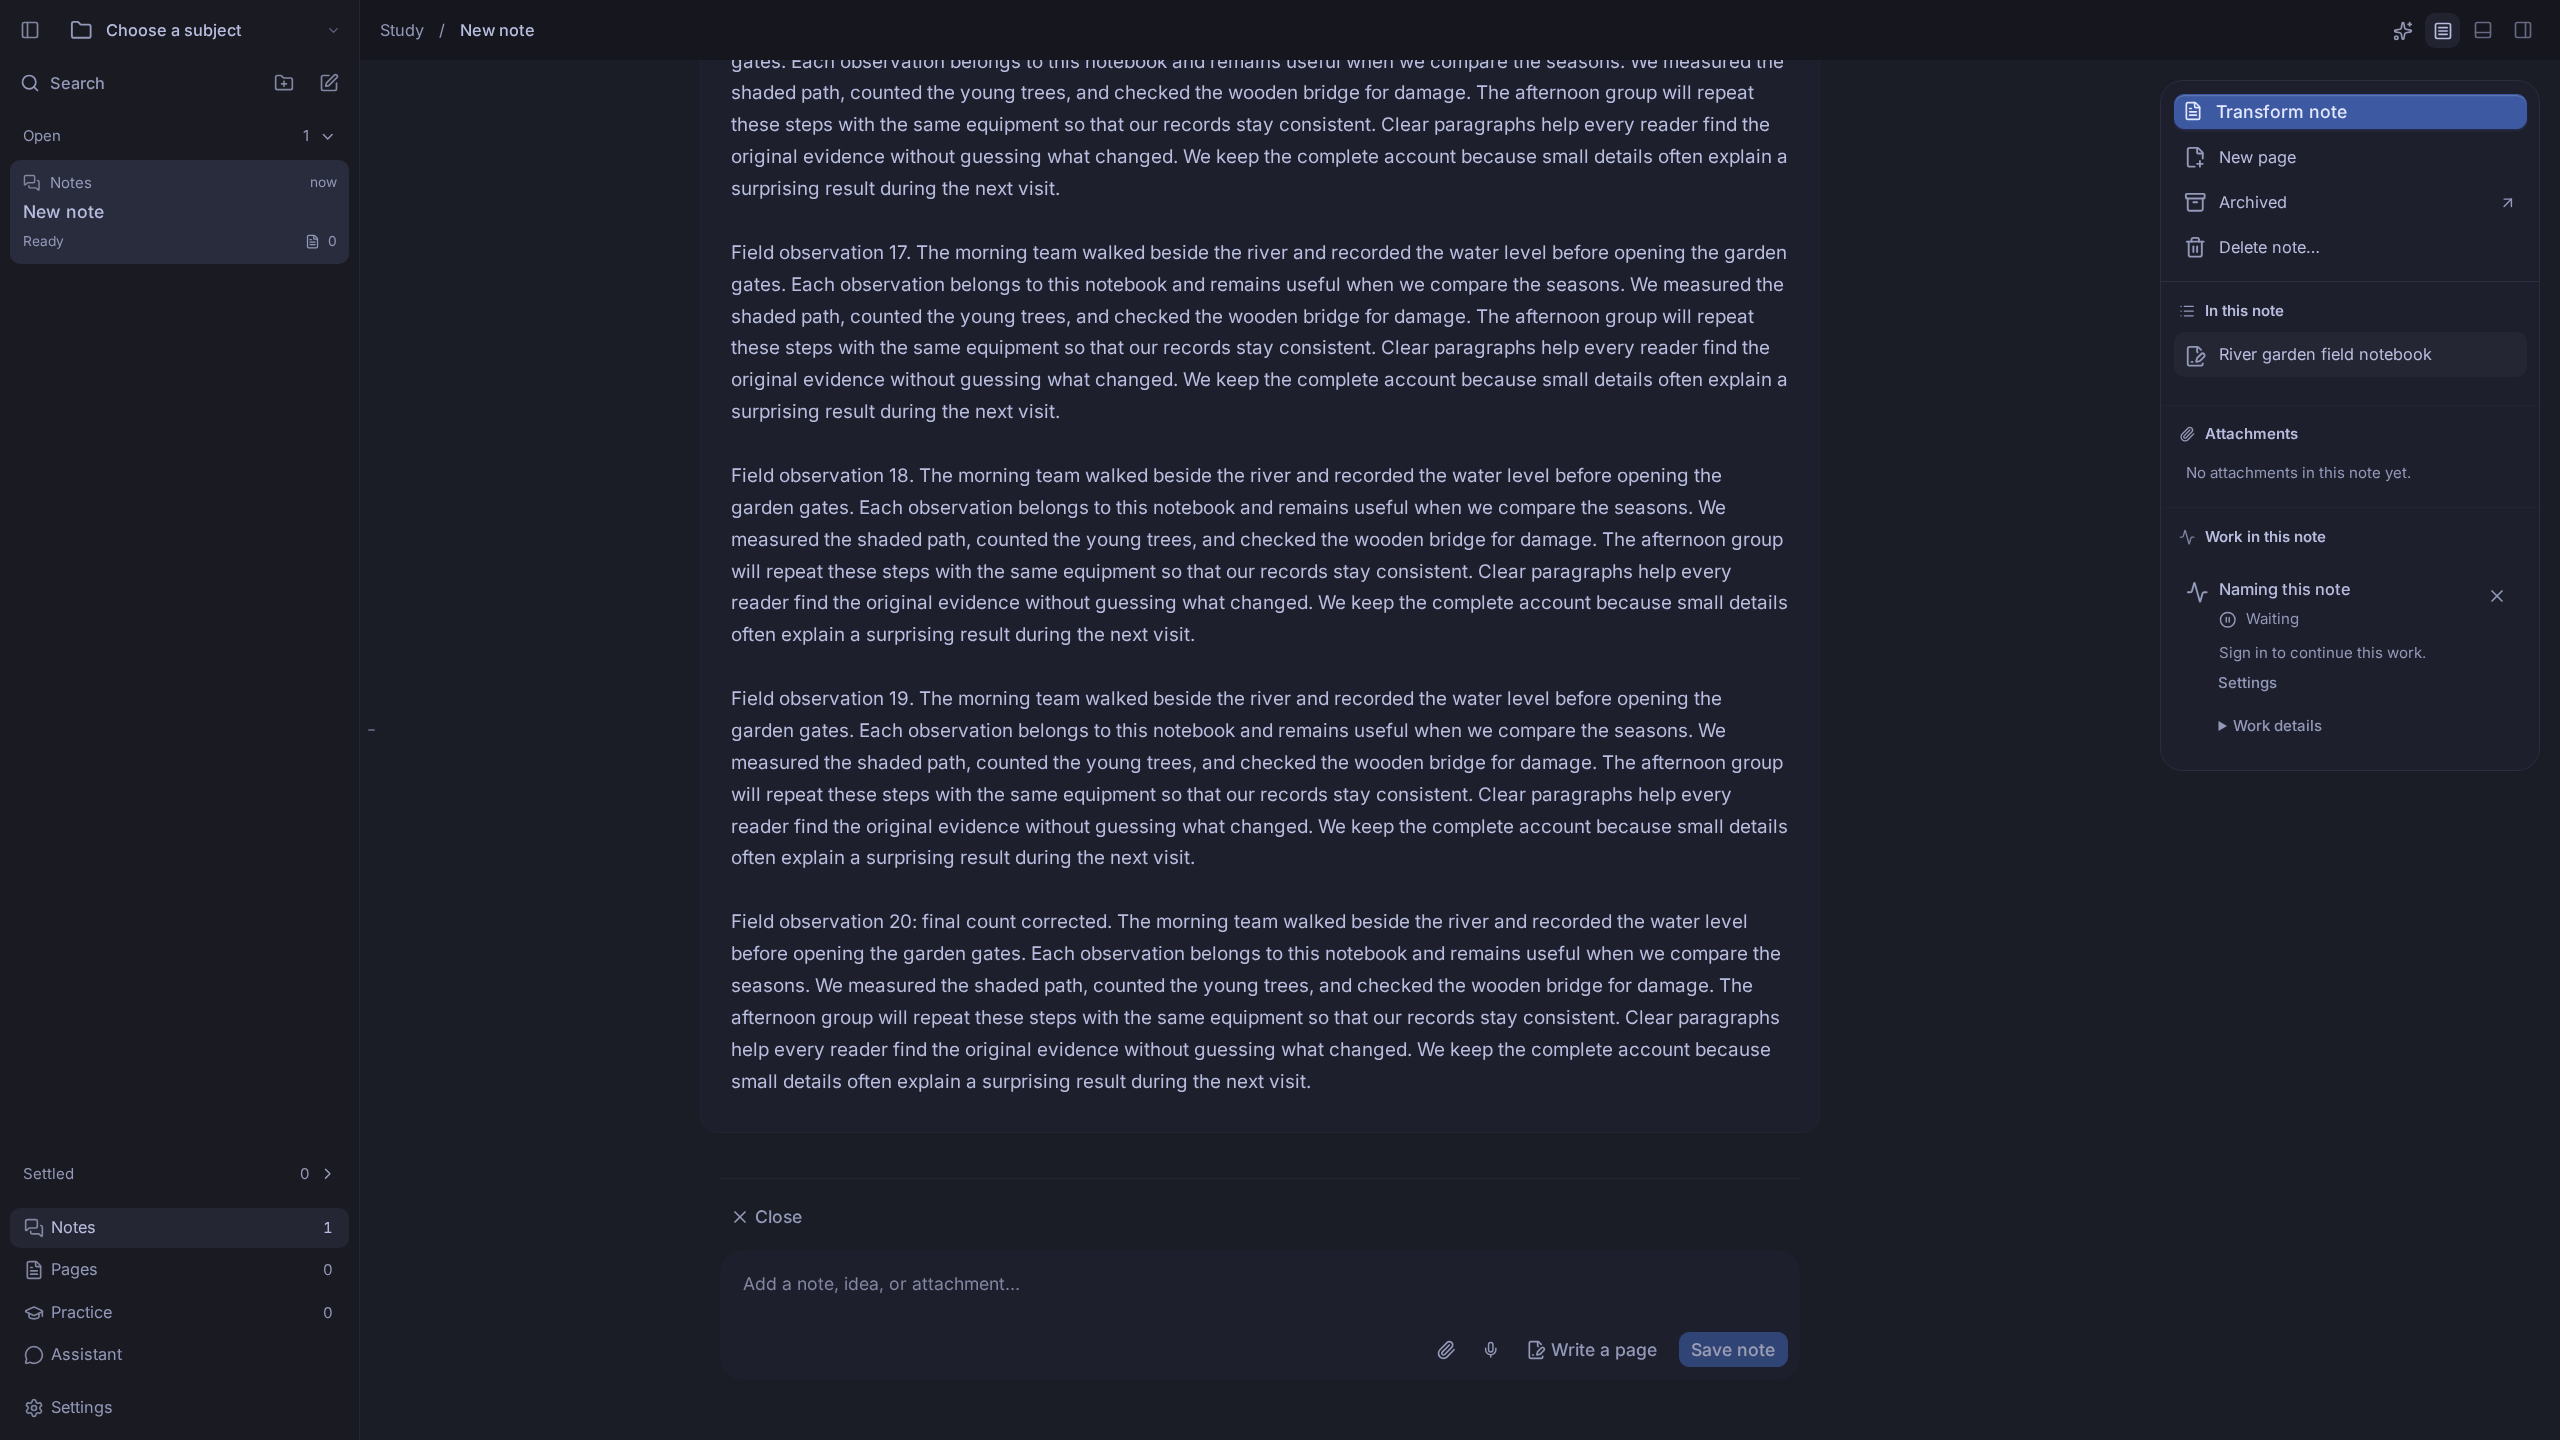 Choose a subject
Search
Open 1
Notes now
New note
Ready 0
Settled 0
Notes 1
Pages 0
Practice 0
Assistant
Settings
Study / New note
gates. Each observation belongs to this notebook and remains useful when we compare the seasons. We measured the
shaded path, counted the young trees, and checked the wooden bridge for damage. The afternoon group will repeat
these steps with the same equipment so that our records stay consistent. Clear paragraphs help every reader find the
original evidence without guessing what changed. We keep the complete account because small details often explain a
surprising result during the next visit.
Field observation 17. The morning team walked beside the river and recorded the water level before opening the garden
gates. Each observation belongs to this notebook and remains useful when we compare the seasons. We measured the
shaded path, counted the young trees, and checked the wooden bridge for damage. The afternoon group will repeat
these steps with the same equipment so that our records stay consistent. Clear paragraphs help every reader find the
original evidence without guessing what changed. We keep the complete account because small details often explain a
surprising result during the next visit.
Field observation 18. The morning team walked beside the river and recorded the water level before opening the
garden gates. Each observation belongs to this notebook and remains useful when we compare the seasons. We
measured the shaded path, counted the young trees, and checked the wooden bridge for damage. The afternoon group
will repeat these steps with the same equipment so that our records stay consistent. Clear paragraphs help every
reader find the original evidence without guessing what changed. We keep the complete account because small details
often explain a surprising result during the next visit.
Field observation 19. The morning team walked beside the river and recorded the water level before opening the
garden gates. Each observation belongs to this notebook and remains useful when we compare the seasons. We
measured the shaded path, counted the young trees, and checked the wooden bridge for damage. The afternoon group
will repeat these steps with the same equipment so that our records stay consistent. Clear paragraphs help every
reader find the original evidence without guessing what changed. We keep the complete account because small details
often explain a surprising result during the next visit.
Field observation 20: final count corrected. The morning team walked beside the river and recorded the water level
before opening the garden gates. Each observation belongs to this notebook and remains useful when we compare the
seasons. We measured the shaded path, counted the young trees, and checked the wooden bridge for damage. The
afternoon group will repeat these steps with the same equipment so that our records stay consistent. Clear paragraphs
help every reader find the original evidence without guessing what changed. We keep the complete account because
small details often explain a surprising result during the next visit.
Close
Add a note, idea, or attachment...
Write a page
Save note
Transform note
New page
Archived
Delete note...
In this note
River garden field notebook
Attachments
No attachments in this note yet.
Work in this note
Naming this note
Waiting
Sign in to continue this work.
Settings
Work details